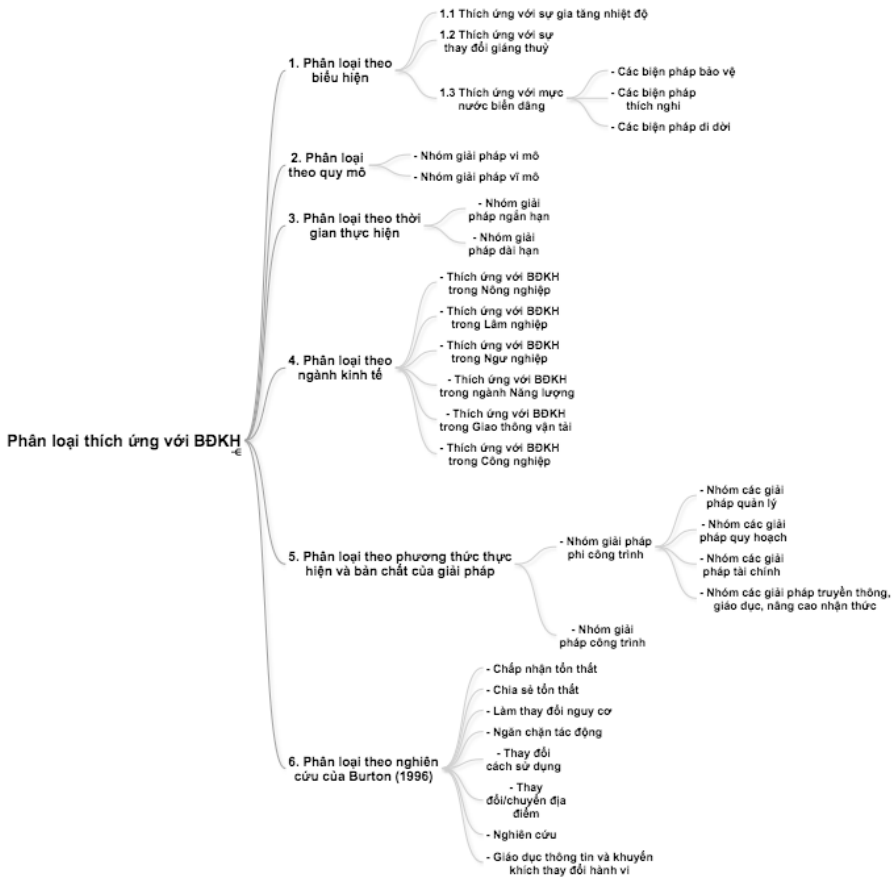 Phân loại thích ứng với BĐKH
1. Phân loại theo
biểu hiện
1.1 Thích ứng với sự gia tăng nhiệt độ
1.2 Thích ứng với sự
thay đổi giáng thuỷ
1.3 Thích ứng với mực
nước biển dâng
- Các biện pháp bảo vệ
- Các biện pháp
thích nghi
- Các biện pháp di dời
2. Phân loại
theo quy mô
- Nhóm giải pháp vi mô
- Nhóm giải pháp vĩ mô
3. Phân loại theo thời
gian thực hiện
- Nhóm giải
pháp ngắn hạn
- Nhóm giải
pháp dài hạn
4. Phân loại theo
ngành kinh tế
- Thích ứng với BĐKH
trong Nông nghiệp
- Thích ứng với BĐKH
trong Lâm nghiệp
- Thích ứng với BĐKH
trong Ngư nghiệp
- Thích ứng với BĐKH
trong ngành Năng lượng
- Thích ứng với BĐKH
trong Giao thông vận tải
- Thích ứng với BĐKH
trong Công nghiệp
5. Phân loại theo phương thức thực
hiện và bản chất của giải pháp
- Nhóm giải pháp
phi công trình
- Nhóm các giải
pháp quản lý
- Nhóm các giải
pháp quy hoạch
- Nhóm các giải
pháp tài chính
- Nhóm các giải pháp truyền thông,
giáo dục, nâng cao nhận thức
- Nhóm giải
pháp công trình
6. Phân loại theo nghiên
cứu của Burton (1996)
- Chấp nhận tổn thất
- Chia sẻ tổn thất
- Làm thay đổi nguy cơ
- Ngăn chặn tác động
- Thay đổi
cách sử dụng
- Thay
đổi/chuyển địa
điểm
- Nghiên cứu
- Giáo dục thông tin và khuyến
khích thay đổi hành vi